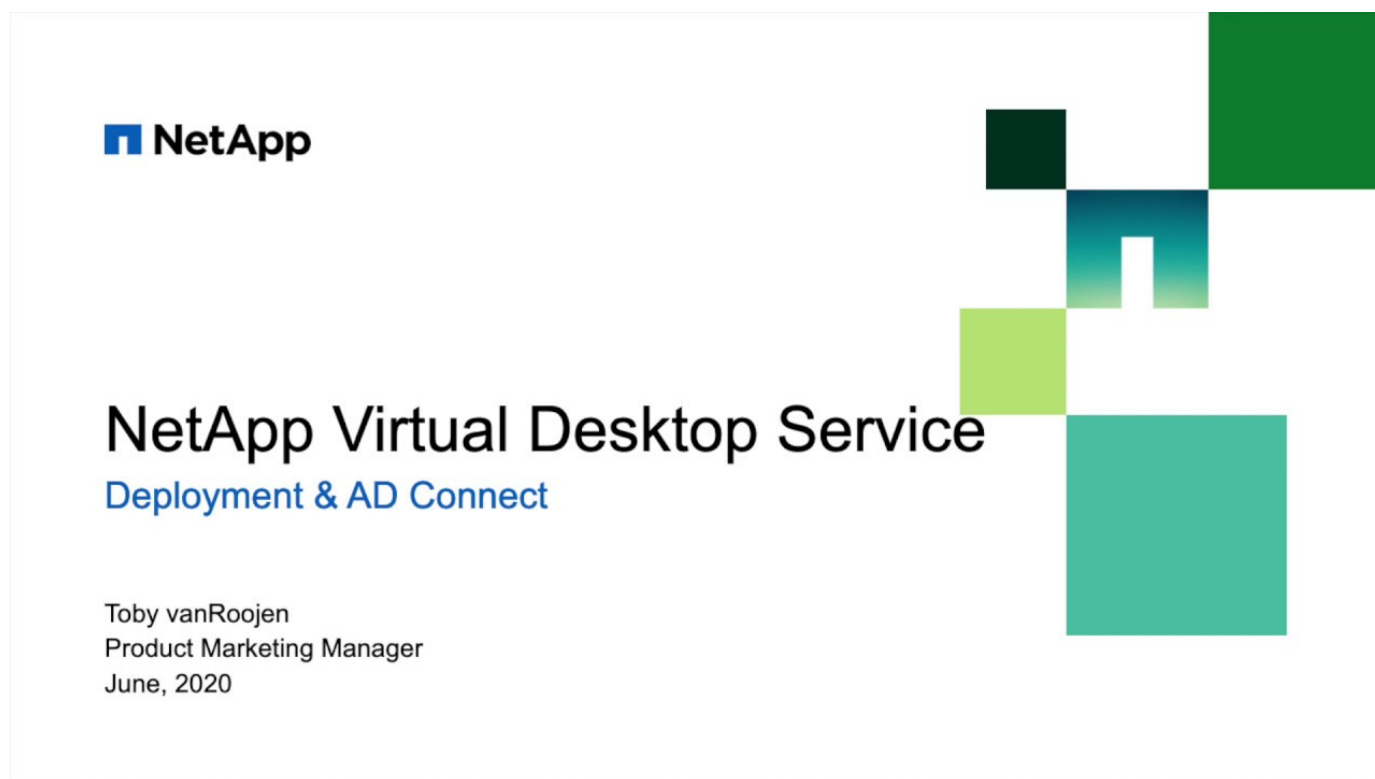 NetApp
NetApp Virtual Desktop Service
Deployment & AD Connect
Toby vanRoojen
Product Marketing Manager
June, 2020